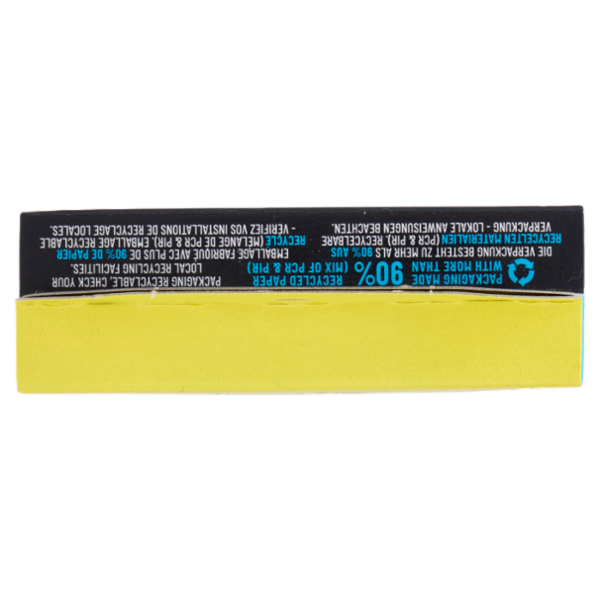 PACKAGING MADE
WITH MORE THAN
90%
RECYCLED PAPER
(MIX OF PCR & PIR)
PACKAGING RECYCLABLE. CHECK YOUR
LOCAL RECYCLING FACILITIES.
DIE VERPACKUNG BESTEHT ZU MEHR ALS 90% AUS
RECYCELTEN MATERIALIEN (PCR & PIR). RECYCELBARE
VERPACKUNG - LOKALE ANWEISUNGEN BEACHTEN.
EMBALLAGE FABRIQUÉ AVEC PLUS DE 90% DE PAPIER
RECYCLÉ (MÉLANGE DE PCR & PIR). EMBALLAGE RECYCLABLE
- VÉRIFIEZ VOS INSTALLATIONS DE RECYCLAGE LOCALES.